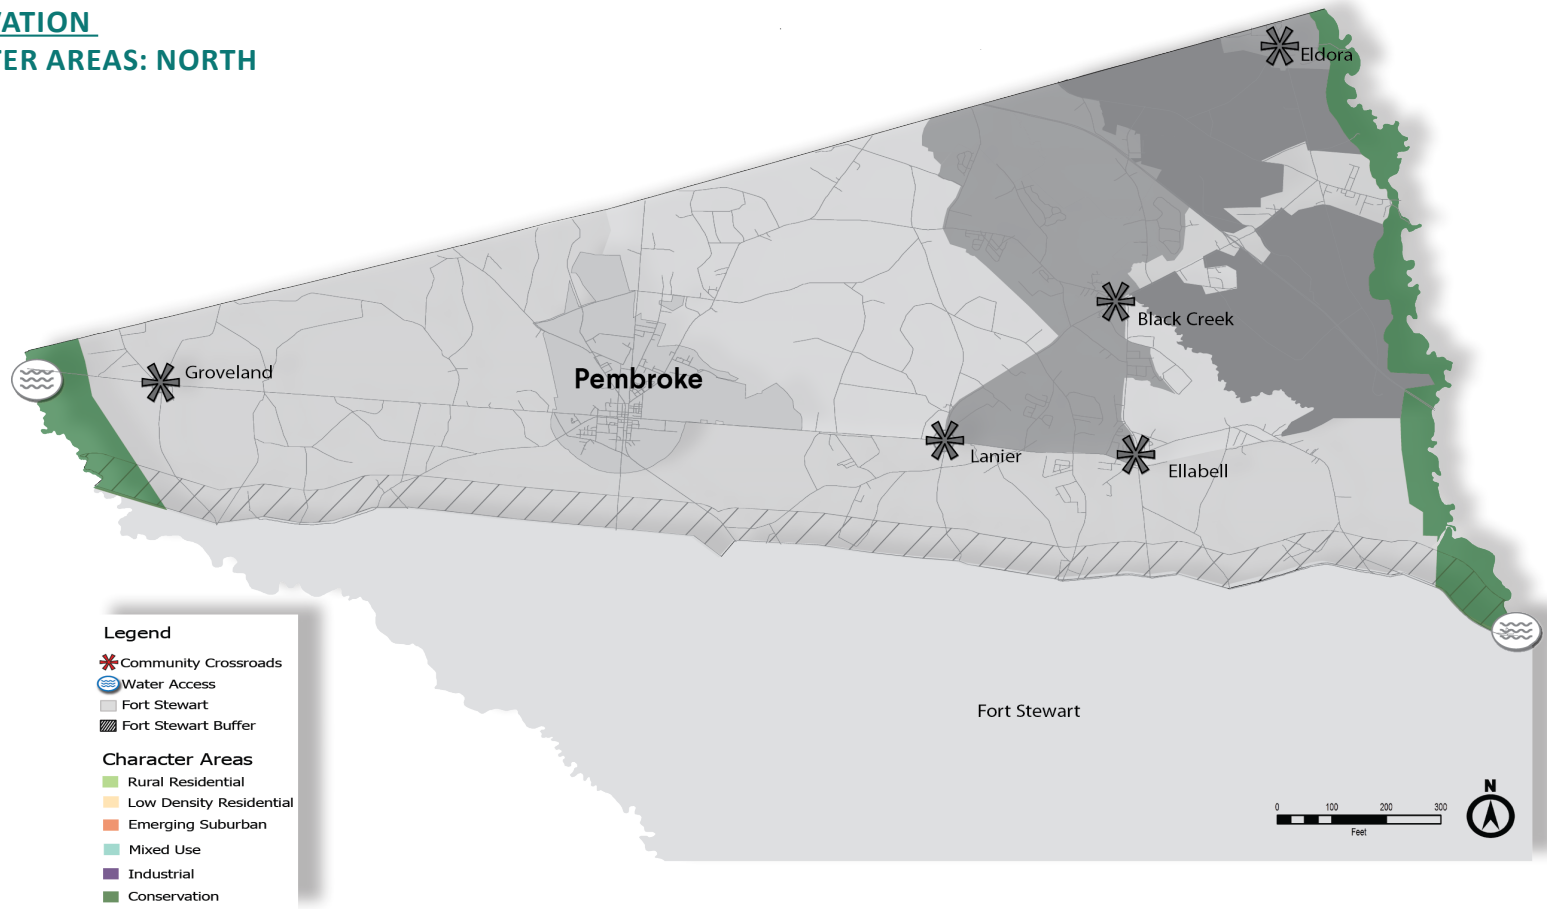 VATION
TER AREAS: NORTH
Eldora
Black Creek
Groveland
Pembroke
Lanier
Ellabell
Fort Stewart
Legend
Community Crossroads
Water Access
Fort Stewart
Fort Stewart Buffer
Character Areas
Rural Residential
Low Density Residential
Emerging Suburban
Mixed Use
Industrial
Conservation
0 100 200 300
Feet
N